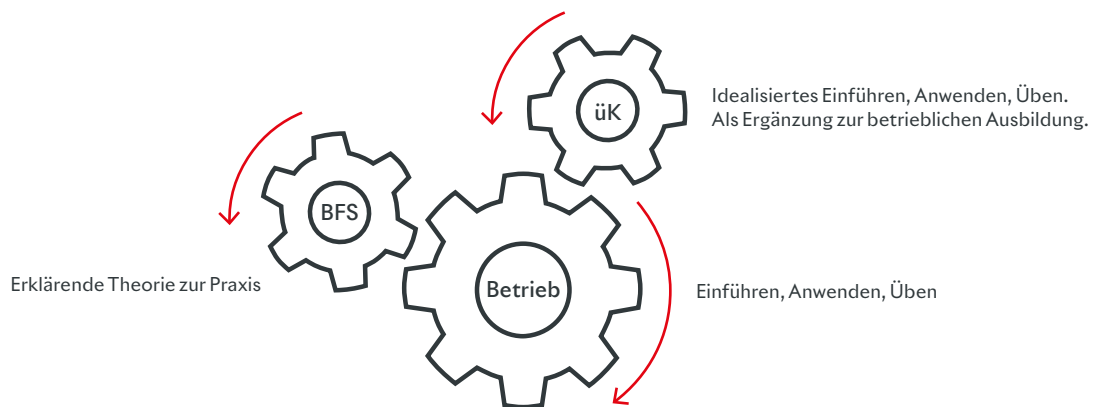 üK
Idealisiertes Einführen, Anwenden, Üben.
Als Ergänzung zur betrieblichen Ausbildung.
BFS
Erklärende Theorie zur Praxis
Betrieb
Einführen, Anwenden, Üben